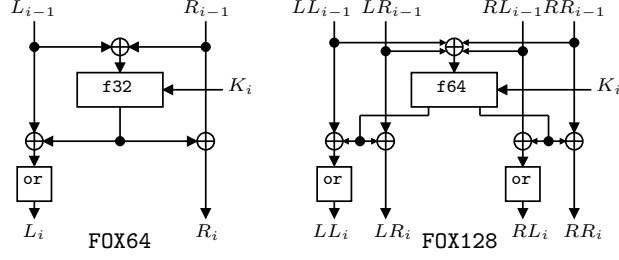 L_{i−1} R_{i−1} LL_{i−1} LR_{i−1} RL_{i−1} RR_{i−1}
f32 K_i f64 K_i
or or or
L_i R_i LL_i LR_i RL_i RR_i
FOX64 FOX128